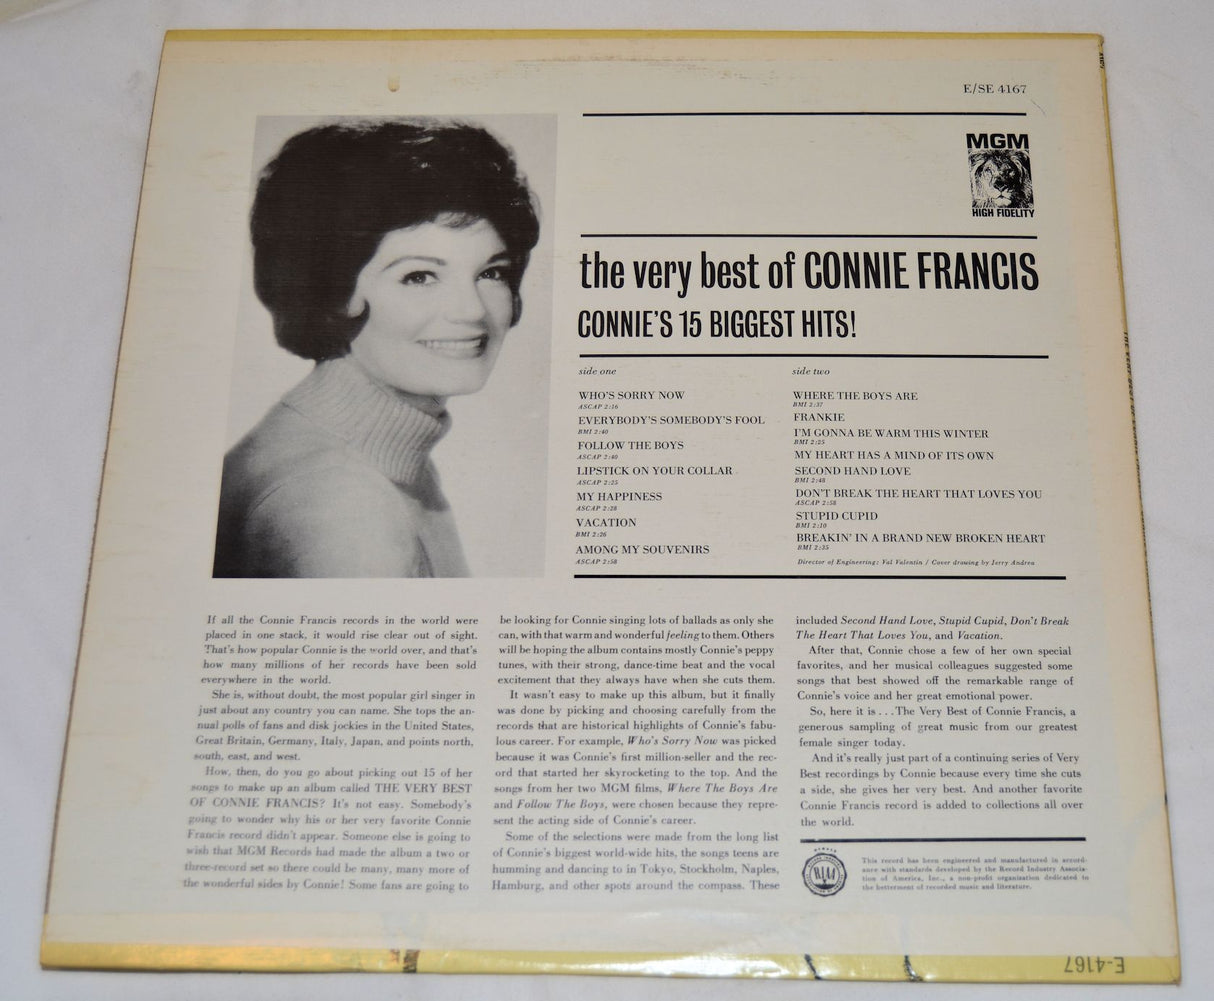 E/SE 4167
MGM
HIGH FIDELITY
the very best of CONNIE FRANCIS
CONNIE'S 15 BIGGEST HITS!
side one
WHO'S SORRY NOW
ASCAP 2:16
EVERYBODY'S SOMEBODY'S FOOL
BMI 2:40
FOLLOW THE BOYS
ASCAP 2:40
LIPSTICK ON YOUR COLLAR
ASCAP 2:25
MY HAPPINESS
ASCAP 2:28
VACATION
BMI 2:26
AMONG MY SOUVENIRS
ASCAP 2:58
side two
WHERE THE BOYS ARE
BMI 2:37
FRANKIE
I'M GONNA BE WARM THIS WINTER
BMI 2:25
MY HEART HAS A MIND OF ITS OWN
SECOND HAND LOVE
BMI 2:48
DON'T BREAK THE HEART THAT LOVES YOU
ASCAP 2:58
STUPID CUPID
BMI 2:10
BREAKIN' IN A BRAND NEW BROKEN HEART
BMI 2:35
Director of Engineering: Val Valentin / Cover drawing by Jerry Andrea
If all the Connie Francis records in the world were
placed in one stack, it would rise clear out of sight.
That's how popular Connie is the world over, and that's
how many millions of her records have been sold
everywhere in the world.
She is, without doubt, the most popular girl singer in
just about any country you can name. She tops the an-
nual polls of fans and disk jockies in the United States,
Great Britain, Germany, Italy, Japan, and points north,
south, east, and west.
How, then, do you go about picking out 15 of her
songs to make up an album called THE VERY BEST
OF CONNIE FRANCIS? It's not easy. Somebody's
going to wonder why his or her very favorite Connie
Francis record didn't appear. Someone else is going to
wish that MGM Records had made the album a two or
three-record set so there could be many, many more of
the wonderful sides by Connie! Some fans are going to
be looking for Connie singing lots of ballads as only she
can, with that warm and wonderful feeling to them. Others
will be hoping the album contains mostly Connie's peppy
tunes, with their strong, dance-time beat and the vocal
excitement that they always have when she cuts them.
It wasn't easy to make up this album, but it finally
was done by picking and choosing carefully from the
records that are historical highlights of Connie's fabu-
lous career. For example, Who's Sorry Now was picked
because it was Connie's first million-seller and the rec-
ord that started her skyrocketing to the top. And the
songs from her two MGM films, Where The Boys Are
and Follow The Boys, were chosen because they repre-
sent the acting side of Connie's career.
Some of the selections were made from the long list
of Connie's biggest world-wide hits, the songs teens are
humming and dancing to in Tokyo, Stockholm, Naples,
Hamburg, and other spots around the compass. These
included Second Hand Love, Stupid Cupid, Don't Break
The Heart That Loves You, and Vacation.
After that, Connie chose a few of her own special
favorites, and her musical colleagues suggested some
songs that best showed off the remarkable range of
Connie's voice and her great emotional power.
So, here it is . . . The Very Best of Connie Francis, a
generous sampling of great music from our greatest
female singer today.
And it's really just part of a continuing series of Very
Best recordings by Connie because every time she cuts
a side, she gives her very best. And another favorite
Connie Francis record is added to collections all over
the world.
RIAA
This record has been engineered and manufactured in accord-
ance with standards developed by the Record Industry Associa-
tion of America, Inc., a non-profit organization dedicated to
the betterment of recorded music and literature.
E-4167